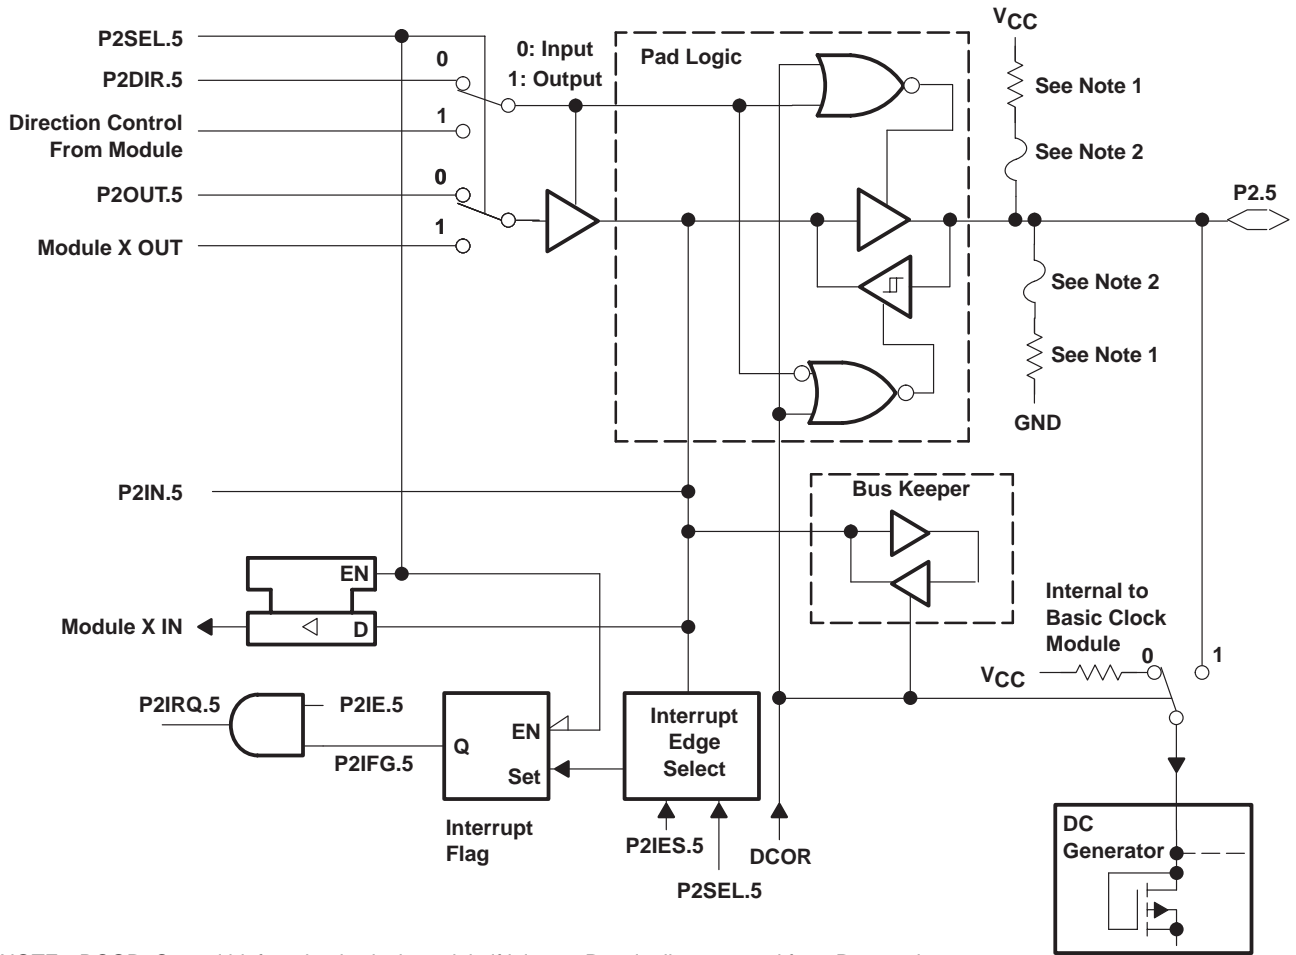 P2SEL.5
P2DIR.5
Direction Control
From Module
P2OUT.5
Module X OUT
0
1
0
1
0: Input
1: Output
Pad Logic
VCC
See Note 1
See Note 2
P2.5
See Note 2
See Note 1
GND
P2IN.5
Bus Keeper
EN
D
Module X IN
Internal to
Basic Clock
Module
0
1
VCC
P2IRQ.5
P2IE.5
P2IFG.5
Q
EN
Set
Interrupt
Flag
Interrupt
Edge
Select
P2IES.5
P2SEL.5
DCOR
DC
Generator